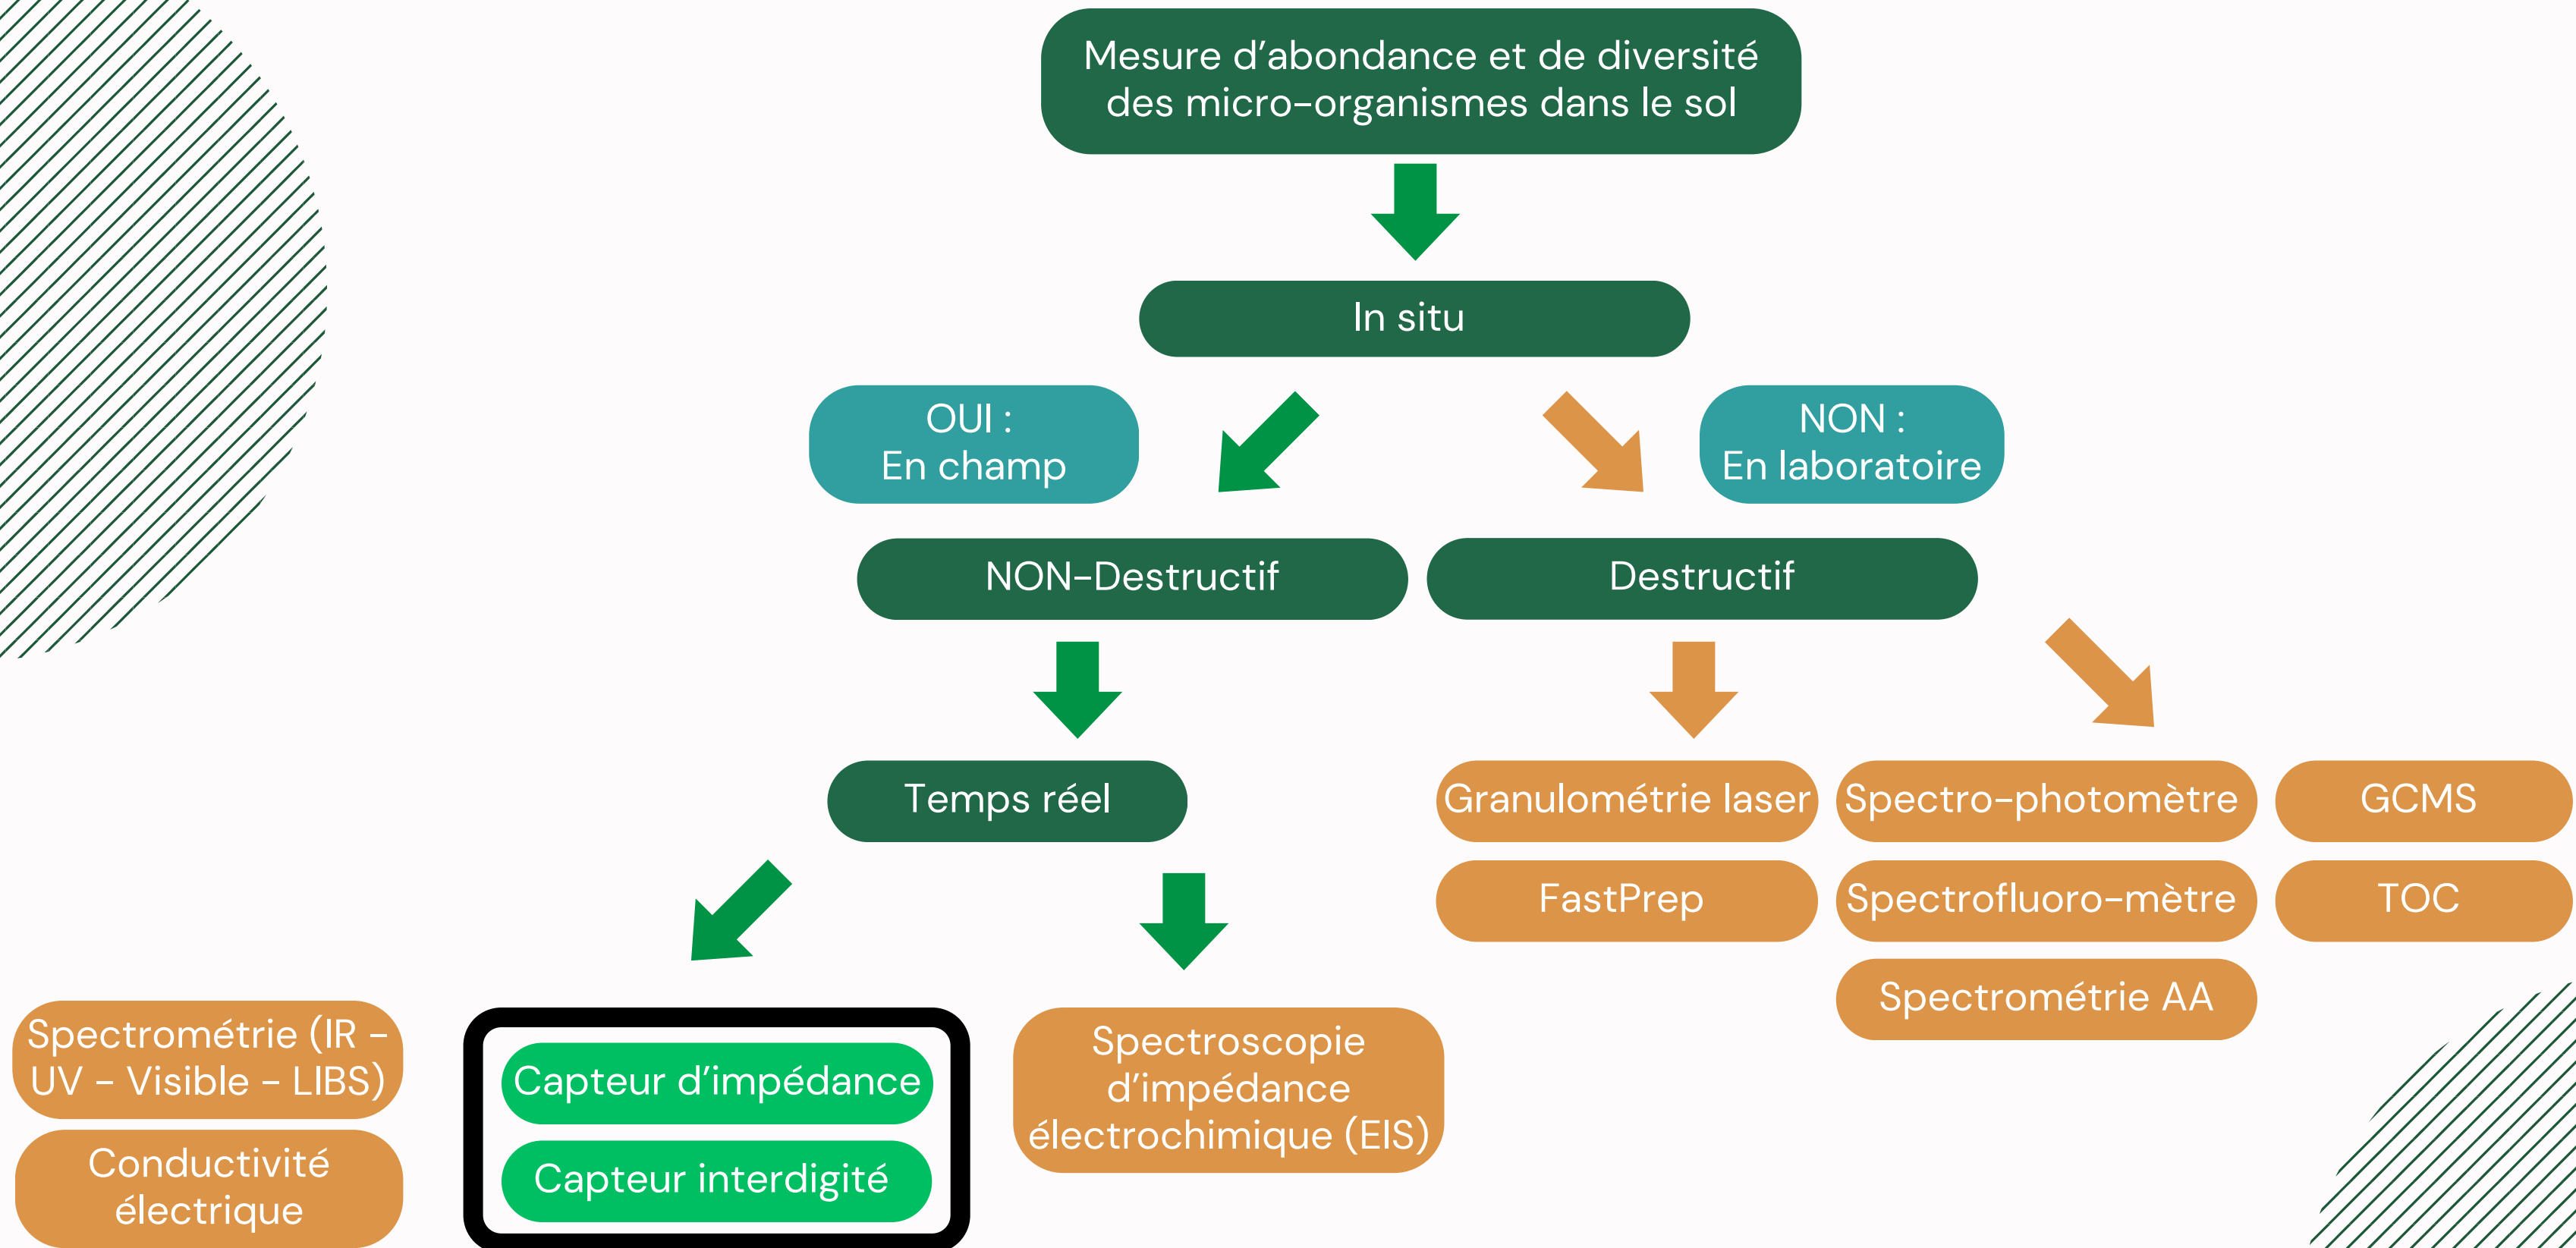 Mesure d’abondance et de diversité
des micro-organismes dans le sol
In situ
OUI :
En champ
NON :
En laboratoire
NON-Destructif
Destructif
Temps réel
Granulométrie laser
Spectro-photomètre
GCMS
FastPrep
Spectrofluoro-mètre
TOC
Spectrométrie AA
Spectrométrie (IR -
UV - Visible - LIBS)
Conductivité
électrique
Capteur d’impédance
Capteur interdigité
Spectroscopie
d’impédance
électrochimique (EIS)